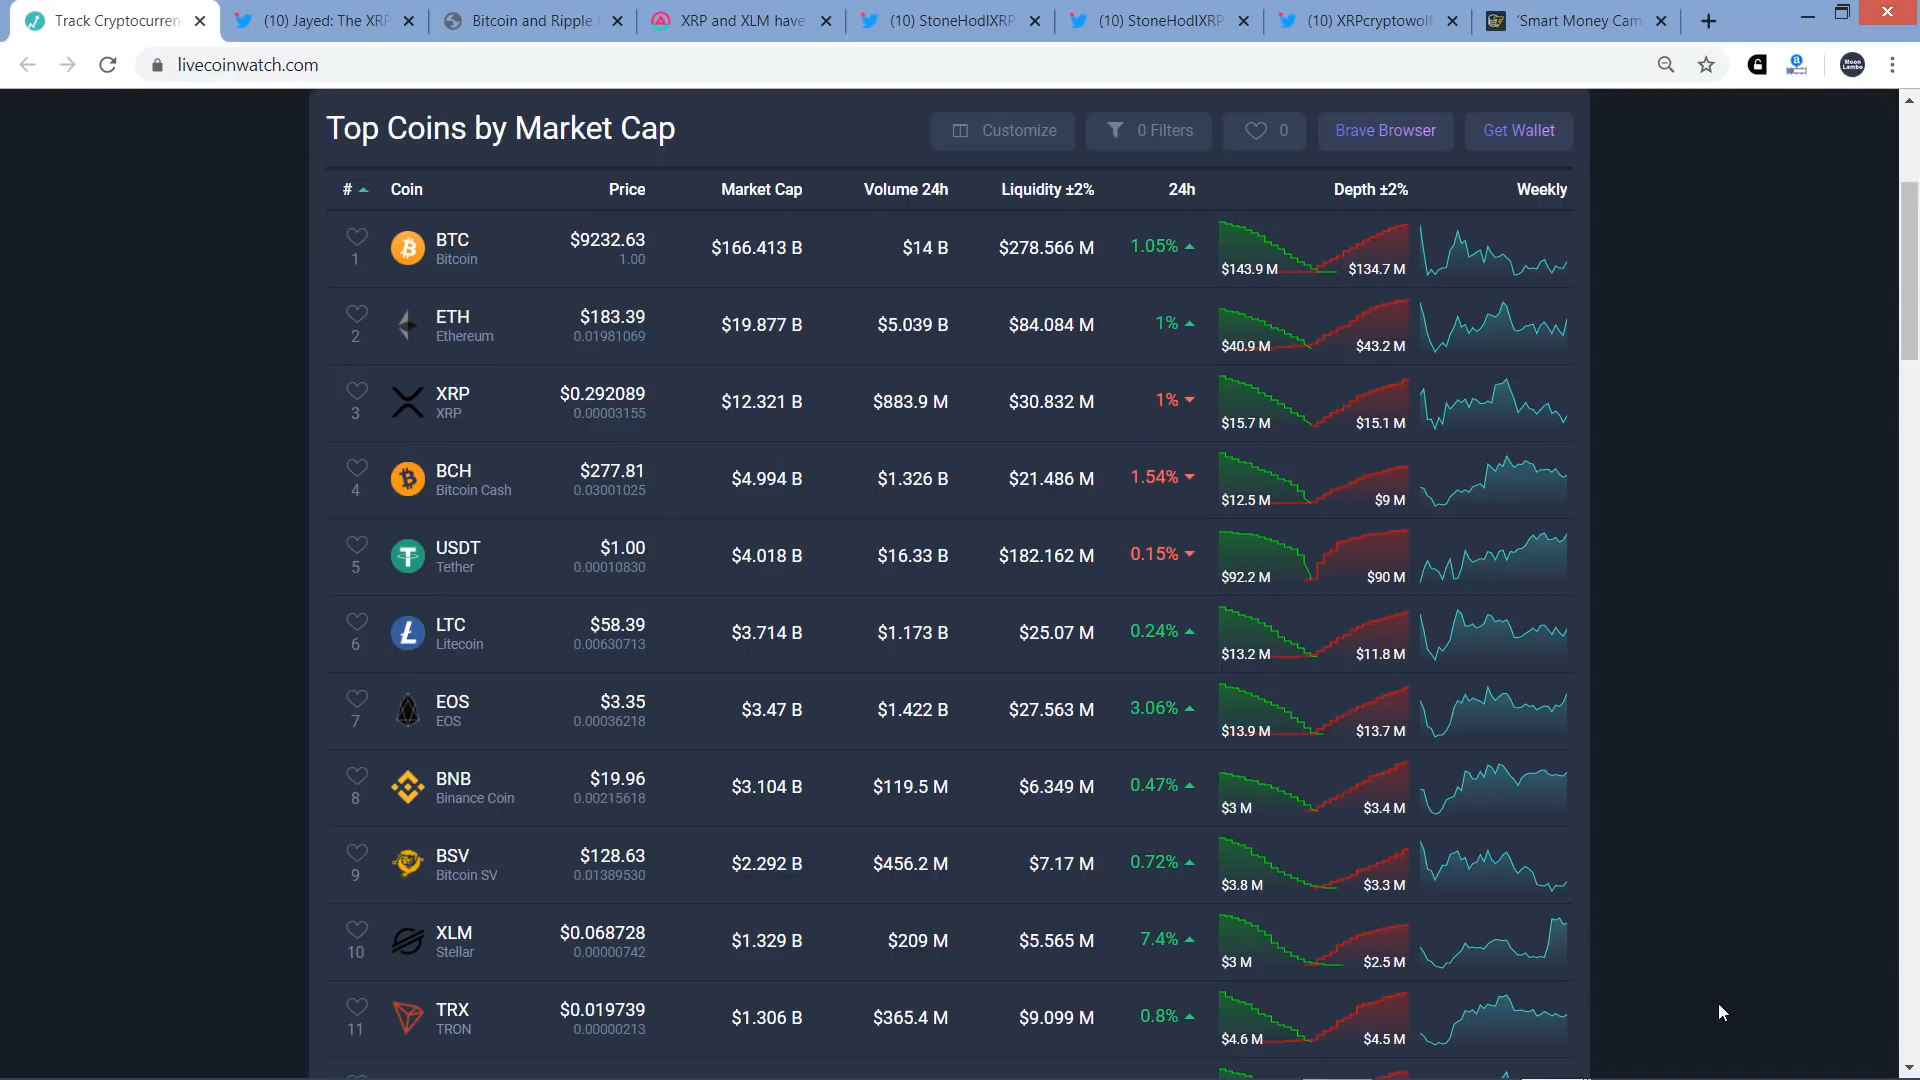 Track Cryptocurren
(10) Jayed: The XRP
Bitcoin and Ripple
XRP and XLM have
(10) StoneHodlXRP
(10) StoneHodlXRP
(10) XRPcryptowolf
'Smart Money Cam
livecoinwatch.com
Moon Lambo
Top Coins by Market Cap
Customize
0 Filters
0
Brave Browser
Get Wallet
# Coin Price Market Cap Volume 24h Liquidity ±2% 24h Depth ±2% Weekly
BTC $9232.63 $166.413 B $14 B $278.566 M 1.05%
1 Bitcoin 1.00 $143.9 M $134.7 M
ETH $183.39 $19.877 B $5.039 B $84.084 M 1%
2 Ethereum 0.01981069 $40.9 M $43.2 M
XRP $0.292089 $12.321 B $883.9 M $30.832 M 1%
3 XRP 0.00003155 $15.7 M $15.1 M
BCH $277.81 $4.994 B $1.326 B $21.486 M 1.54%
4 Bitcoin Cash 0.03001025 $12.5 M $9 M
USDT $1.00 $4.018 B $16.33 B $182.162 M 0.15%
5 Tether 0.00010830 $92.2 M $90 M
LTC $58.39 $3.714 B $1.173 B $25.07 M 0.24%
6 Litecoin 0.00630713 $13.2 M $11.8 M
EOS $3.35 $3.47 B $1.422 B $27.563 M 3.06%
7 EOS 0.00036218 $13.9 M $13.7 M
BNB $19.96 $3.104 B $119.5 M $6.349 M 0.47%
8 Binance Coin 0.00215618 $3 M $3.4 M
BSV $128.63 $2.292 B $456.2 M $7.17 M 0.72%
9 Bitcoin SV 0.01389530 $3.8 M $3.3 M
XLM $0.068728 $1.329 B $209 M $5.565 M 7.4%
10 Stellar 0.00000742 $3 M $2.5 M
TRX $0.019739 $1.306 B $365.4 M $9.099 M 0.8%
11 TRON 0.00000213 $4.6 M $4.5 M